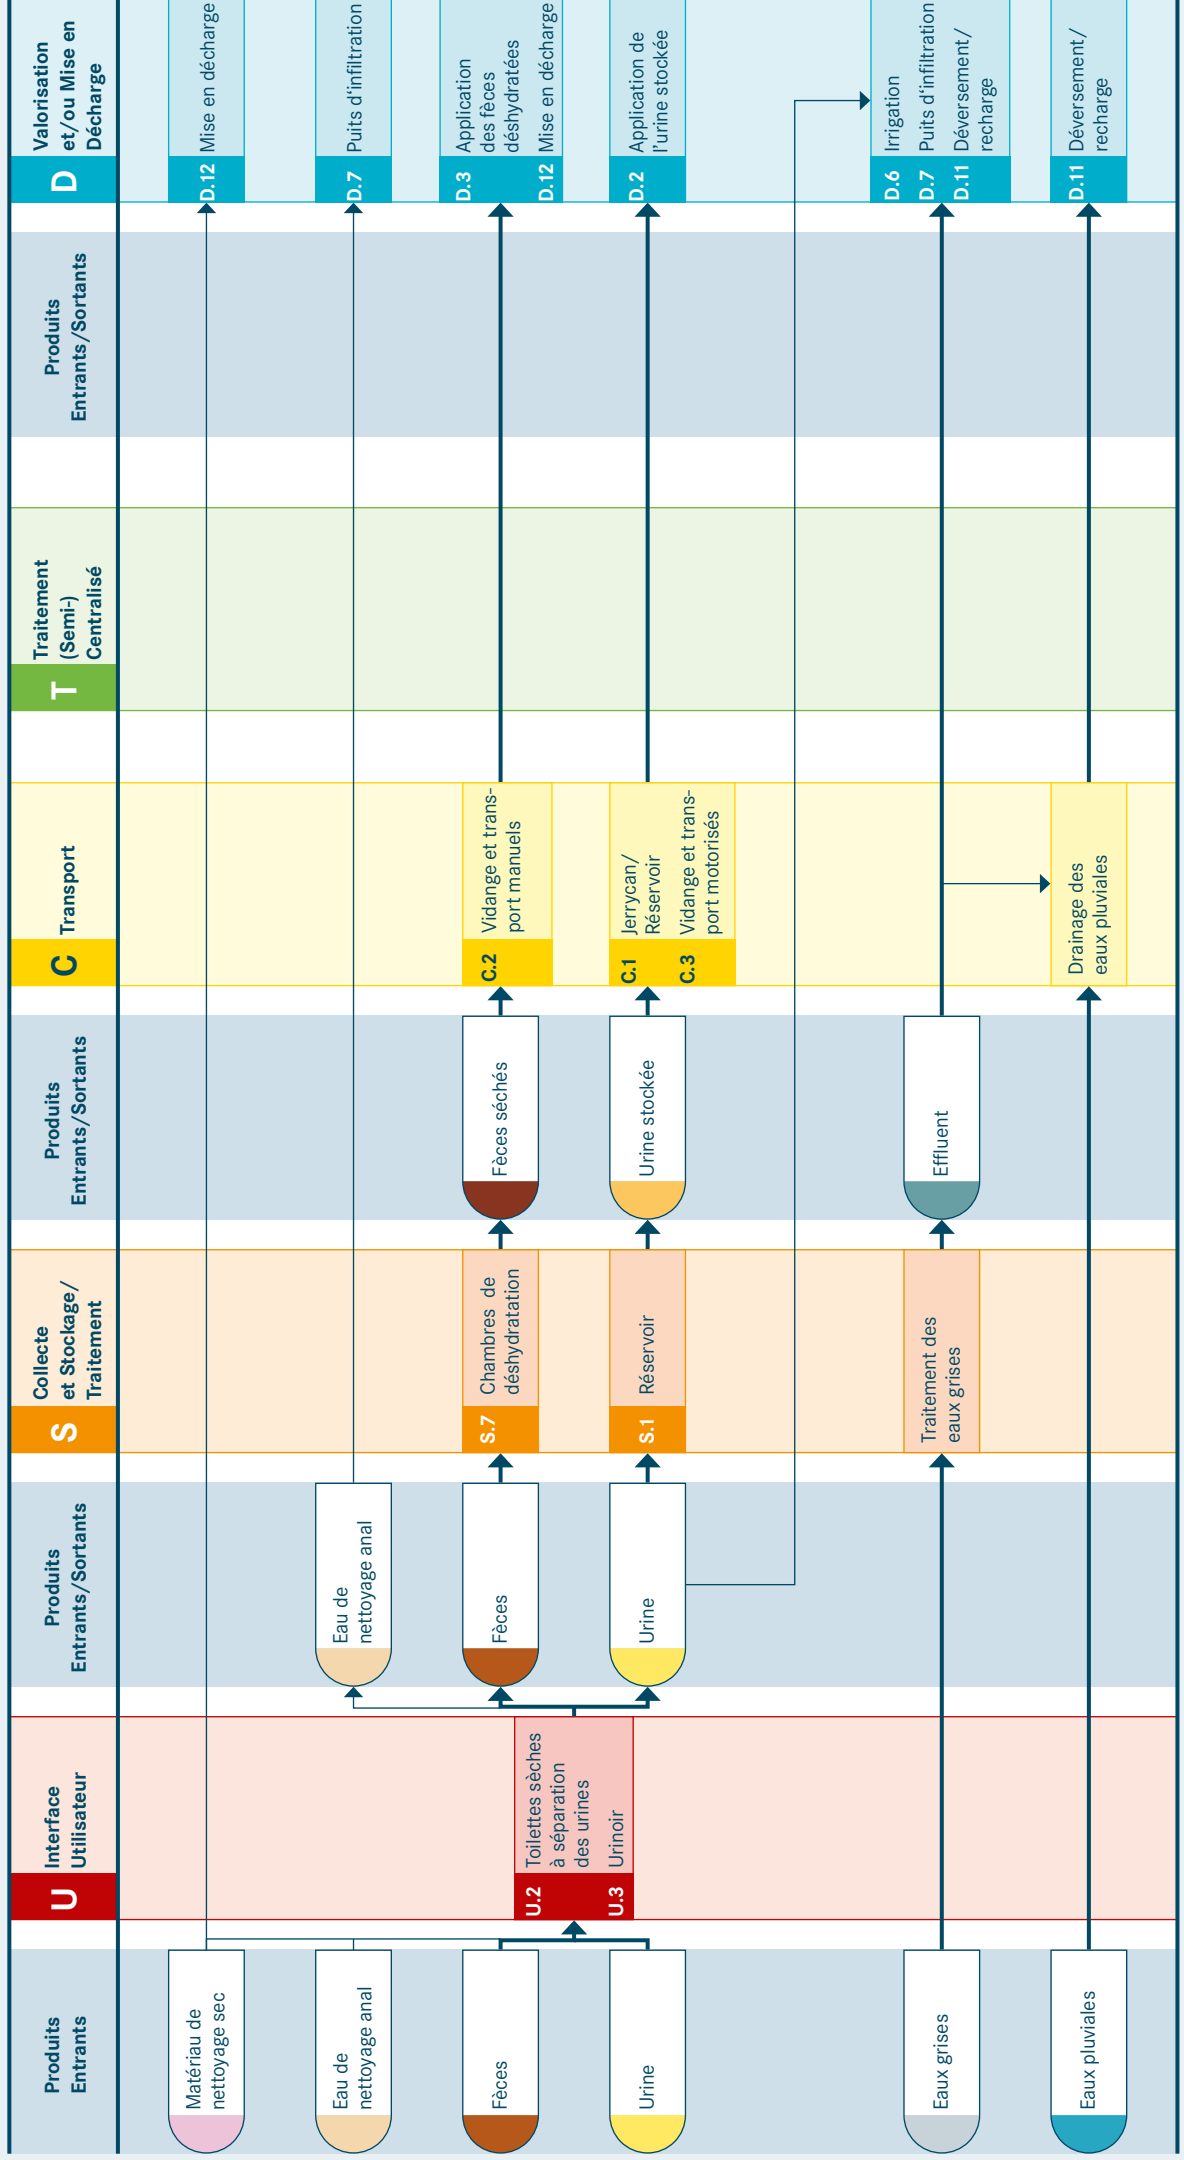 Produits
Entrants
U
Interface
Utilisateur
Produits
Entrants/Sortants
S
Collecte
et Stockage/
Traitement
Produits
Entrants/Sortants
C
Transport
T
Traitement
(Semi-)
Centralisé
Produits
Entrants/Sortants
D
Valorisation
et/ou Mise en
Décharge
Matériau de
nettoyage sec
D.12 Mise en décharge
Eau de
nettoyage anal
Eau de
nettoyage anal
D.7 Puits d'infiltration
Fèces
U.2 Toilettes sèches
à séparation
des urines
U.3 Urinoir
Fèces
S.7 Chambres de
déshydratation
Fèces séchés
C.2 Vidange et trans-
port manuels
D.3 Application
des fèces
déshydratées
D.12 Mise en décharge
Urine
Urine
S.1 Réservoir
Urine stockée
C.1 Jerrycan/
Réservoir
C.3 Vidange et trans-
port motorisés
D.2 Application de
l'urine stockée
Eaux grises
Traitement des
eaux grises
Effluent
D.6 Irrigation
D.7 Puits d'infiltration
D.11 Déversement/
recharge
Eaux pluviales
Drainage des
eaux pluviales
D.11 Déversement/
recharge